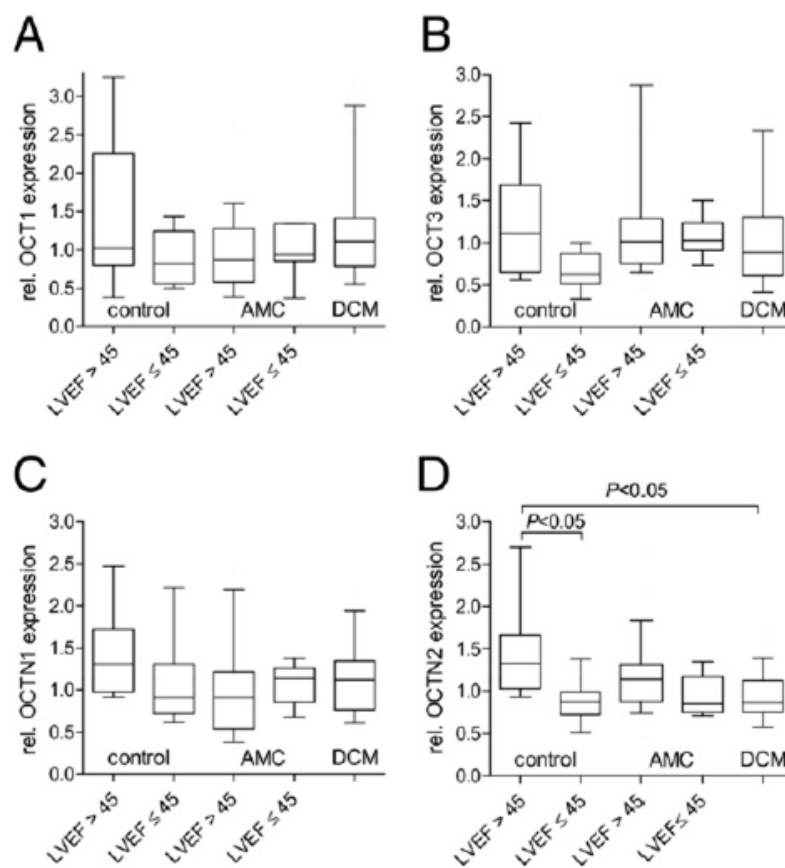 A
rel. OCT1 expression
3.0
2.5
2.0
1.5
1.0
0.5
0.0
control AMC DCM
LVEF > 45
LVEF ≤ 45
LVEF > 45
LVEF ≤ 45
B
rel. OCT3 expression
3.0
2.5
2.0
1.5
1.0
0.5
0.0
control AMC DCM
LVEF > 45
LVEF ≤ 45
LVEF > 45
LVEF ≤ 45
C
rel. OCTN1 expression
3.0
2.5
2.0
1.5
1.0
0.5
0.0
control AMC DCM
LVEF > 45
LVEF ≤ 45
LVEF > 45
LVEF ≤ 45
D
P<0.05
P<0.05
rel. OCTN2 expression
3.0
2.5
2.0
1.5
1.0
0.5
0.0
control AMC DCM
LVEF > 45
LVEF ≤ 45
LVEF > 45
LVEF ≤ 45